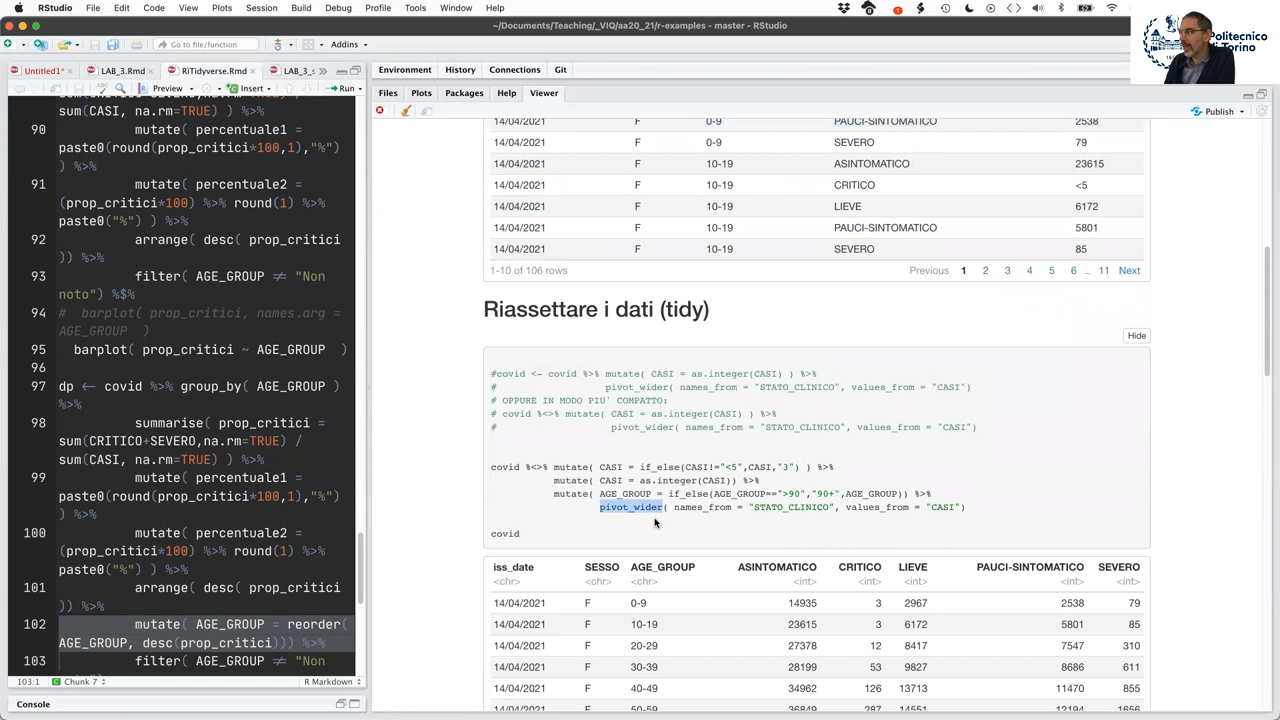 RStudio File Edit Code View Plots Session Build Debug Profile Tools Window Help
~/Documents/Teaching/_VIQ/aa20_21/r-examples - master - RStudio
Politecnico
di Torino
Go to file/function
Addins
Untitled1*
LAB_3.Rmd
RiTidyverse.Rmd
LAB_3_s
Preview
Insert
Run
sum(CASI, na.rm=TRUE) ) %>%
90 mutate( percentuale1 =
paste0(round(prop_critici*100,1),"%")
) %>%
91 mutate( percentuale2 =
(prop_critici*100) %>% round(1) %>%
paste0("%") ) %>%
92 arrange( desc( prop_critici
)) %>%
93 filter( AGE_GROUP ≠ "Non
noto") %$%
94 # barplot( prop_critici, names.arg =
AGE_GROUP )
95 barplot( prop_critici ~ AGE_GROUP )
96
97 dp ← covid %>% group_by( AGE_GROUP )
%>%
98 summarise( prop_critici =
sum(CRITICO+SEVERO,na.rm=TRUE) /
sum(CASI, na.rm=TRUE) ) %>%
99 mutate( percentuale1 =
paste0(round(prop_critici*100,1),"%")
) %>%
100 mutate( percentuale2 =
(prop_critici*100) %>% round(1) %>%
paste0("%") ) %>%
101 arrange( desc( prop_critici
)) %>%
102 mutate( AGE_GROUP = reorder(
AGE_GROUP, desc(prop_critici))) %>%
103 filter( AGE_GROUP ≠ "Non
103:1 Chunk 7 R Markdown
Console
Environment History Connections Git
Files Plots Packages Help Viewer
Publish
14/04/2021 F 0-9 PAUCI-SINTOMATICO 2538
14/04/2021 F 0-9 SEVERO 79
14/04/2021 F 10-19 ASINTOMATICO 23615
14/04/2021 F 10-19 CRITICO <5
14/04/2021 F 10-19 LIEVE 6172
14/04/2021 F 10-19 PAUCI-SINTOMATICO 5801
14/04/2021 F 10-19 SEVERO 85
1-10 of 106 rows Previous 1 2 3 4 5 6 ... 11 Next
Riassettare i dati (tidy)
Hide
#covid <- covid %>% mutate( CASI = as.integer(CASI) ) %>%
# pivot_wider( names_from = "STATO_CLINICO", values_from = "CASI")
# OPPURE IN MODO PIU' COMPATTO:
# covid %<>% mutate( CASI = as.integer(CASI) ) %>%
# pivot_wider( names_from = "STATO_CLINICO", values_from = "CASI")
covid %<>% mutate( CASI = if_else(CASI!="<5",CASI,"3") ) %>%
mutate( CASI = as.integer(CASI)) %>%
mutate( AGE_GROUP = if_else(AGE_GROUP==">90","90+",AGE_GROUP)) %>%
pivot_wider( names_from = "STATO_CLINICO", values_from = "CASI")
covid
iss_date SESSO AGE_GROUP ASINTOMATICO CRITICO LIEVE PAUCI-SINTOMATICO SEVERO
<chr> <chr> <chr> <int> <int> <int> <int> <int>
14/04/2021 F 0-9 14935 3 2967 2538 79
14/04/2021 F 10-19 23615 3 6172 5801 85
14/04/2021 F 20-29 27378 12 8417 7547 310
14/04/2021 F 30-39 28199 53 9827 8686 611
14/04/2021 F 40-49 34962 126 13713 11470 855
14/04/2021 F 50-59 36849 287 14551 12194 1656